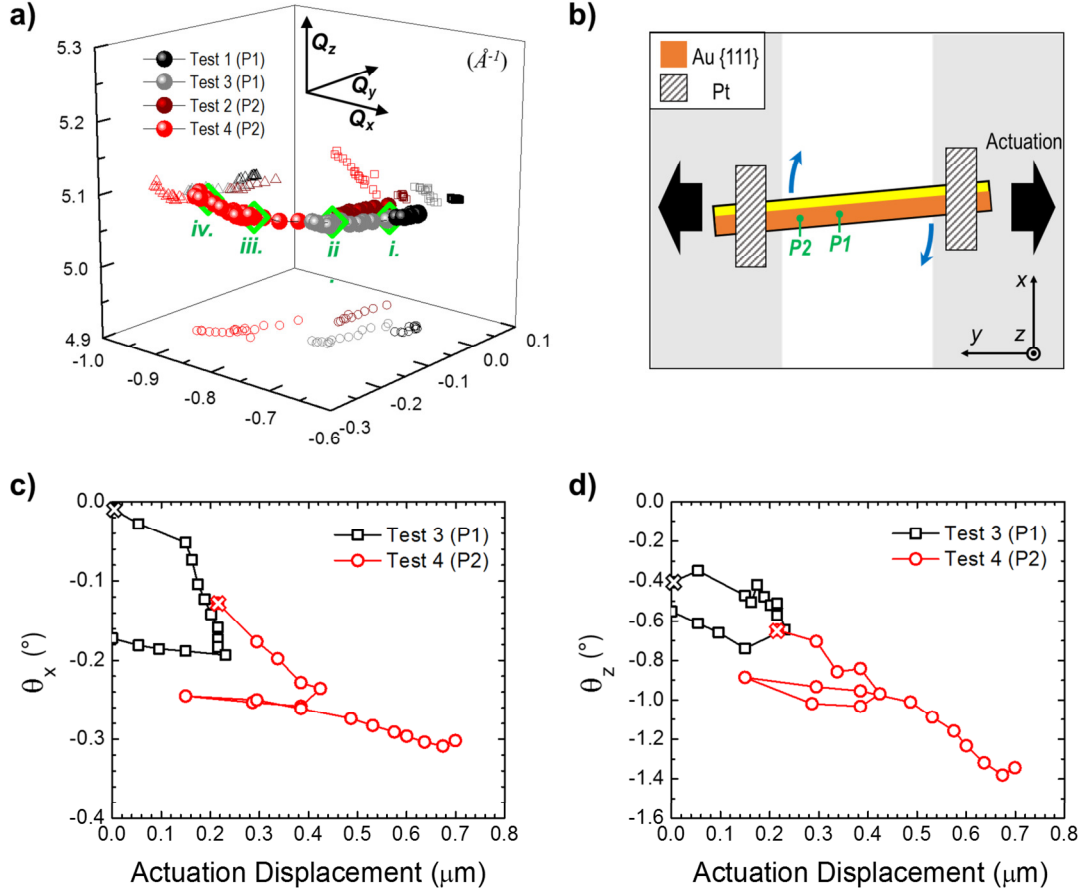 a)
5.3
5.2
5.1
5.0
4.9
Test 1 (P1)
Test 3 (P1)
Test 2 (P2)
Test 4 (P2)
Qz
Qy
Qx
(Å-1)
iv.
iii.
ii
.
i.
-1.0
-0.9
-0.8
-0.7
-0.6
-0.3
-0.2
-0.1
0.0
0.1
b)
Au {111}
Pt
Actuation
P2
P1
x
y
z
c)
Test 3 (P1)
Test 4 (P2)
0.0
-0.1
-0.2
-0.3
-0.4
θx (°)
0.0 0.1 0.2 0.3 0.4 0.5 0.6 0.7 0.8
Actuation Displacement (μm)
d)
Test 3 (P1)
Test 4 (P2)
0.0
-0.2
-0.4
-0.6
-0.8
-1.0
-1.2
-1.4
-1.6
θz (°)
0.0 0.1 0.2 0.3 0.4 0.5 0.6 0.7 0.8
Actuation Displacement (μm)